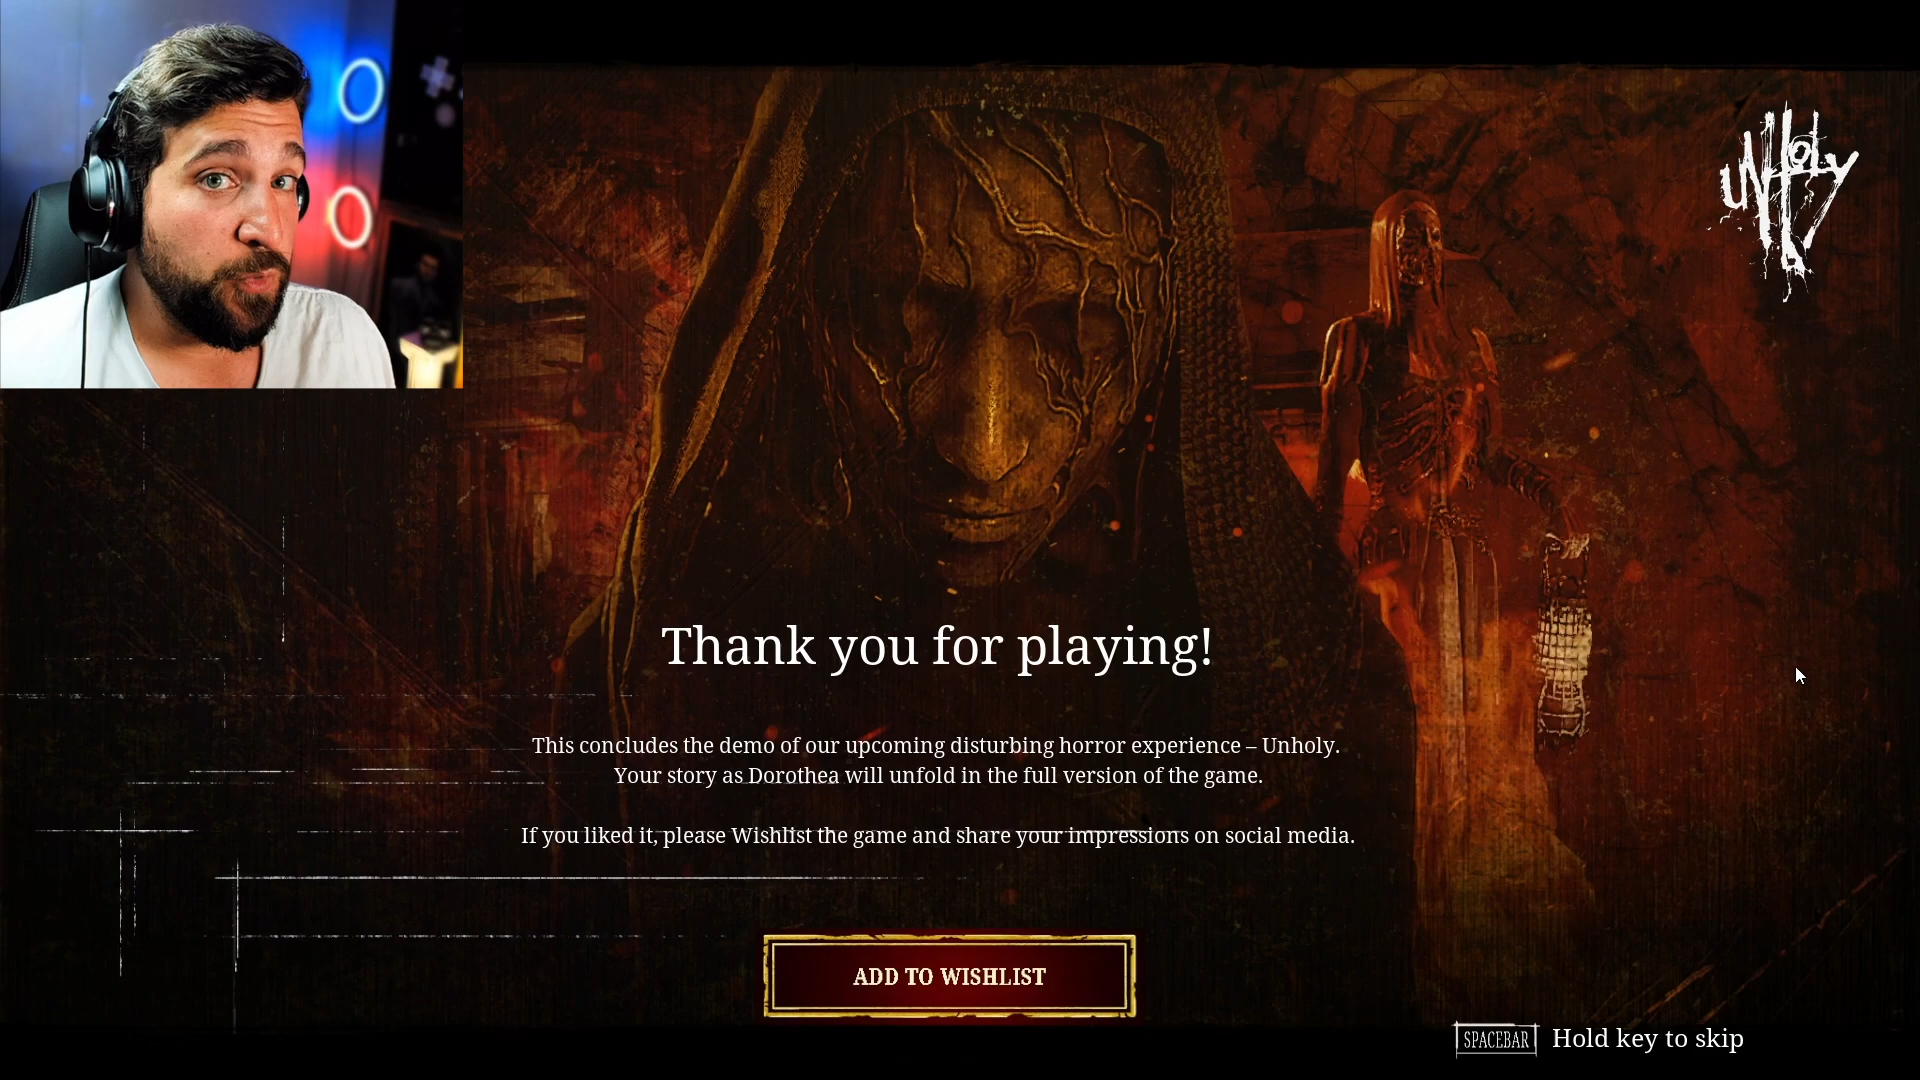 UNHOLY
Thank you for playing!
This concludes the demo of our upcoming disturbing horror experience – Unholy.
Your story as Dorothea will unfold in the full version of the game.
If you liked it, please Wishlist the game and share your impressions on social media.
ADD TO WISHLIST
SPACEBAR Hold key to skip